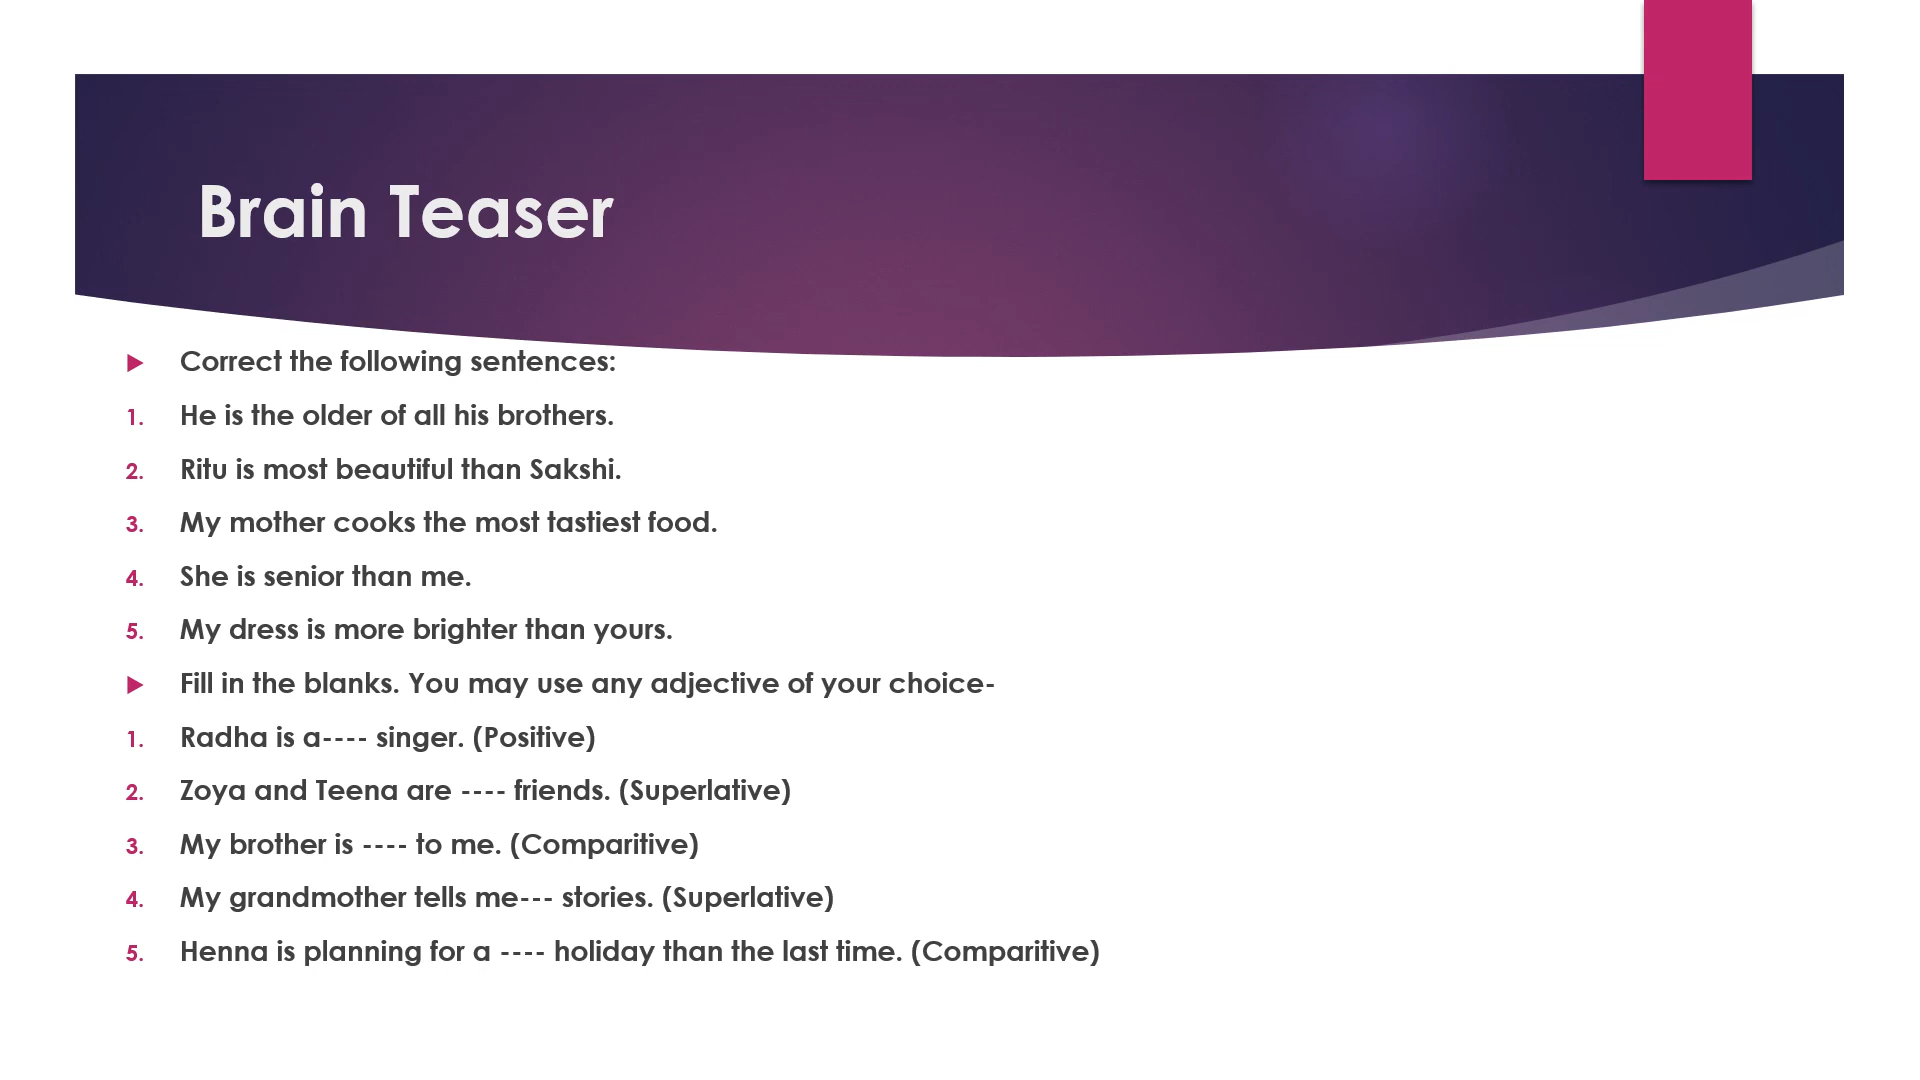 Brain Teaser
Correct the following sentences:
1. He is the older of all his brothers.
2. Ritu is most beautiful than Sakshi.
3. My mother cooks the most tastiest food.
4. She is senior than me.
5. My dress is more brighter than yours.
Fill in the blanks. You may use any adjective of your choice-
1. Radha is a---- singer. (Positive)
2. Zoya and Teena are ---- friends. (Superlative)
3. My brother is ---- to me. (Comparitive)
4. My grandmother tells me--- stories. (Superlative)
5. Henna is planning for a ---- holiday than the last time. (Comparitive)